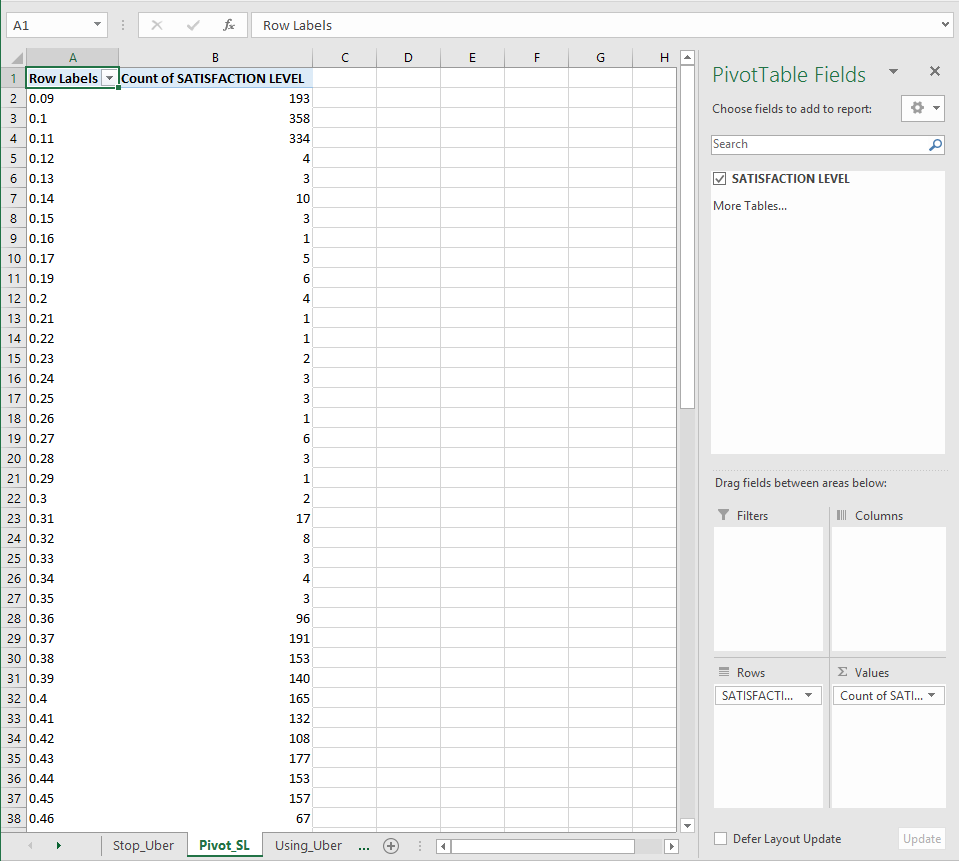 A1 fx Row Labels
A B C D E F G H
1 Row Labels Count of SATISFACTION LEVEL
2 0.09 193
3 0.1 358
4 0.11 334
5 0.12 4
6 0.13 3
7 0.14 10
8 0.15 3
9 0.16 1
10 0.17 5
11 0.19 6
12 0.2 4
13 0.21 1
14 0.22 1
15 0.23 2
16 0.24 3
17 0.25 3
18 0.26 1
19 0.27 6
20 0.28 3
21 0.29 1
22 0.3 2
23 0.31 17
24 0.32 8
25 0.33 3
26 0.34 4
27 0.35 3
28 0.36 96
29 0.37 191
30 0.38 153
31 0.39 140
32 0.4 165
33 0.41 132
34 0.42 108
35 0.43 177
36 0.44 153
37 0.45 157
38 0.46 67
Stop_Uber Pivot_SL Using_Uber ...
PivotTable Fields
Choose fields to add to report:
Search
SATISFACTION LEVEL
More Tables...
Drag fields between areas below:
Filters Columns
Rows Σ Values
SATISFACTI... Count of SATI...
Defer Layout Update Update